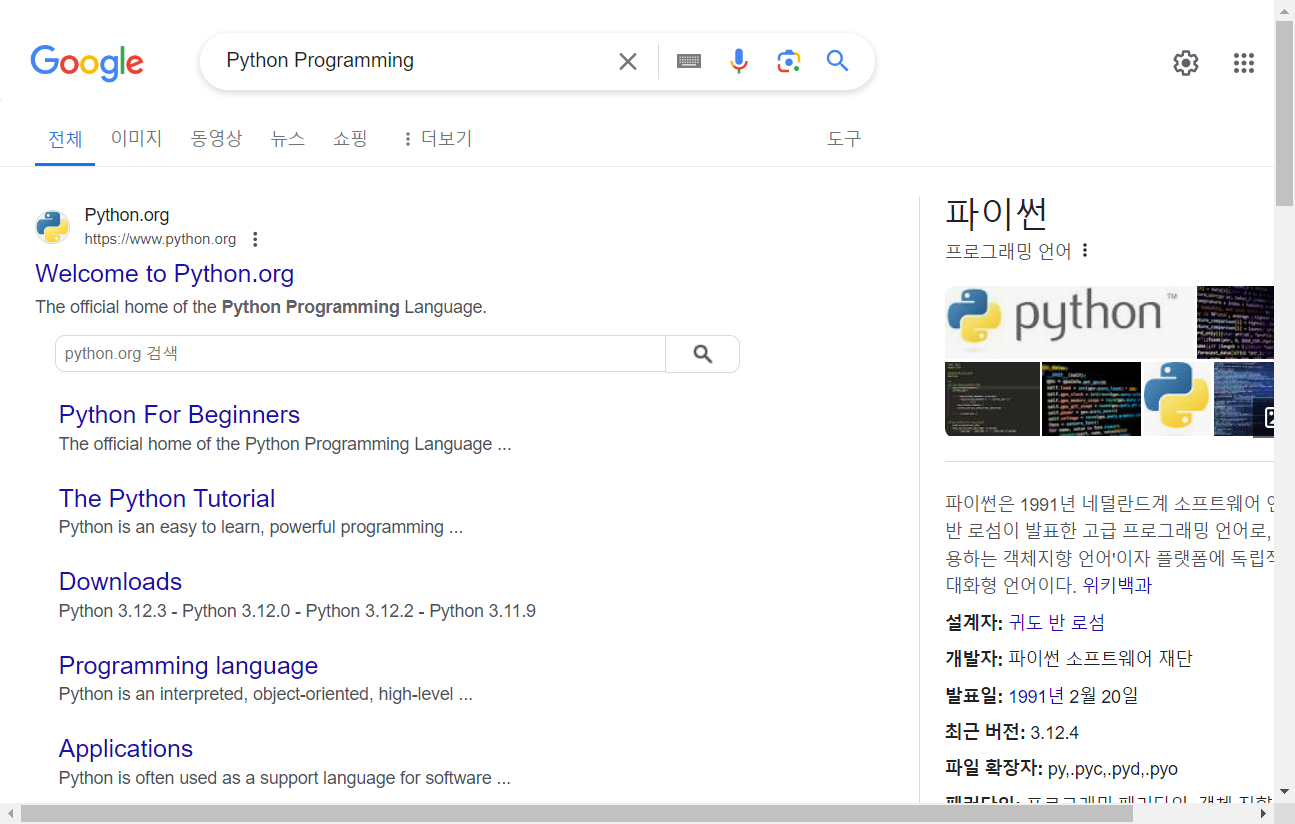 Google
Python Programming
전체 이미지 동영상 뉴스 쇼핑 더보기 도구
Python.org
https://www.python.org
Welcome to Python.org
The official home of the Python Programming Language.
python.org 검색
Python For Beginners
The official home of the Python Programming Language ...
The Python Tutorial
Python is an easy to learn, powerful programming ...
Downloads
Python 3.12.3 - Python 3.12.0 - Python 3.12.2 - Python 3.11.9
Programming language
Python is an interpreted, object-oriented, high-level ...
Applications
Python is often used as a support language for software ...
파이썬
프로그래밍 언어
python™
파이썬은 1991년 네덜란드계 소프트웨어
반 로섬이 발표한 고급 프로그래밍 언어로,
용하는 객체지향 언어'이자 플랫폼에
대화형 언어이다. 위키백과
설계자: 귀도 반 로섬
개발자: 파이썬 소프트웨어 재단
발표일: 1991년 2월 20일
최근 버전: 3.12.4
파일 확장자: py,.pyc,.pyd,.pyo